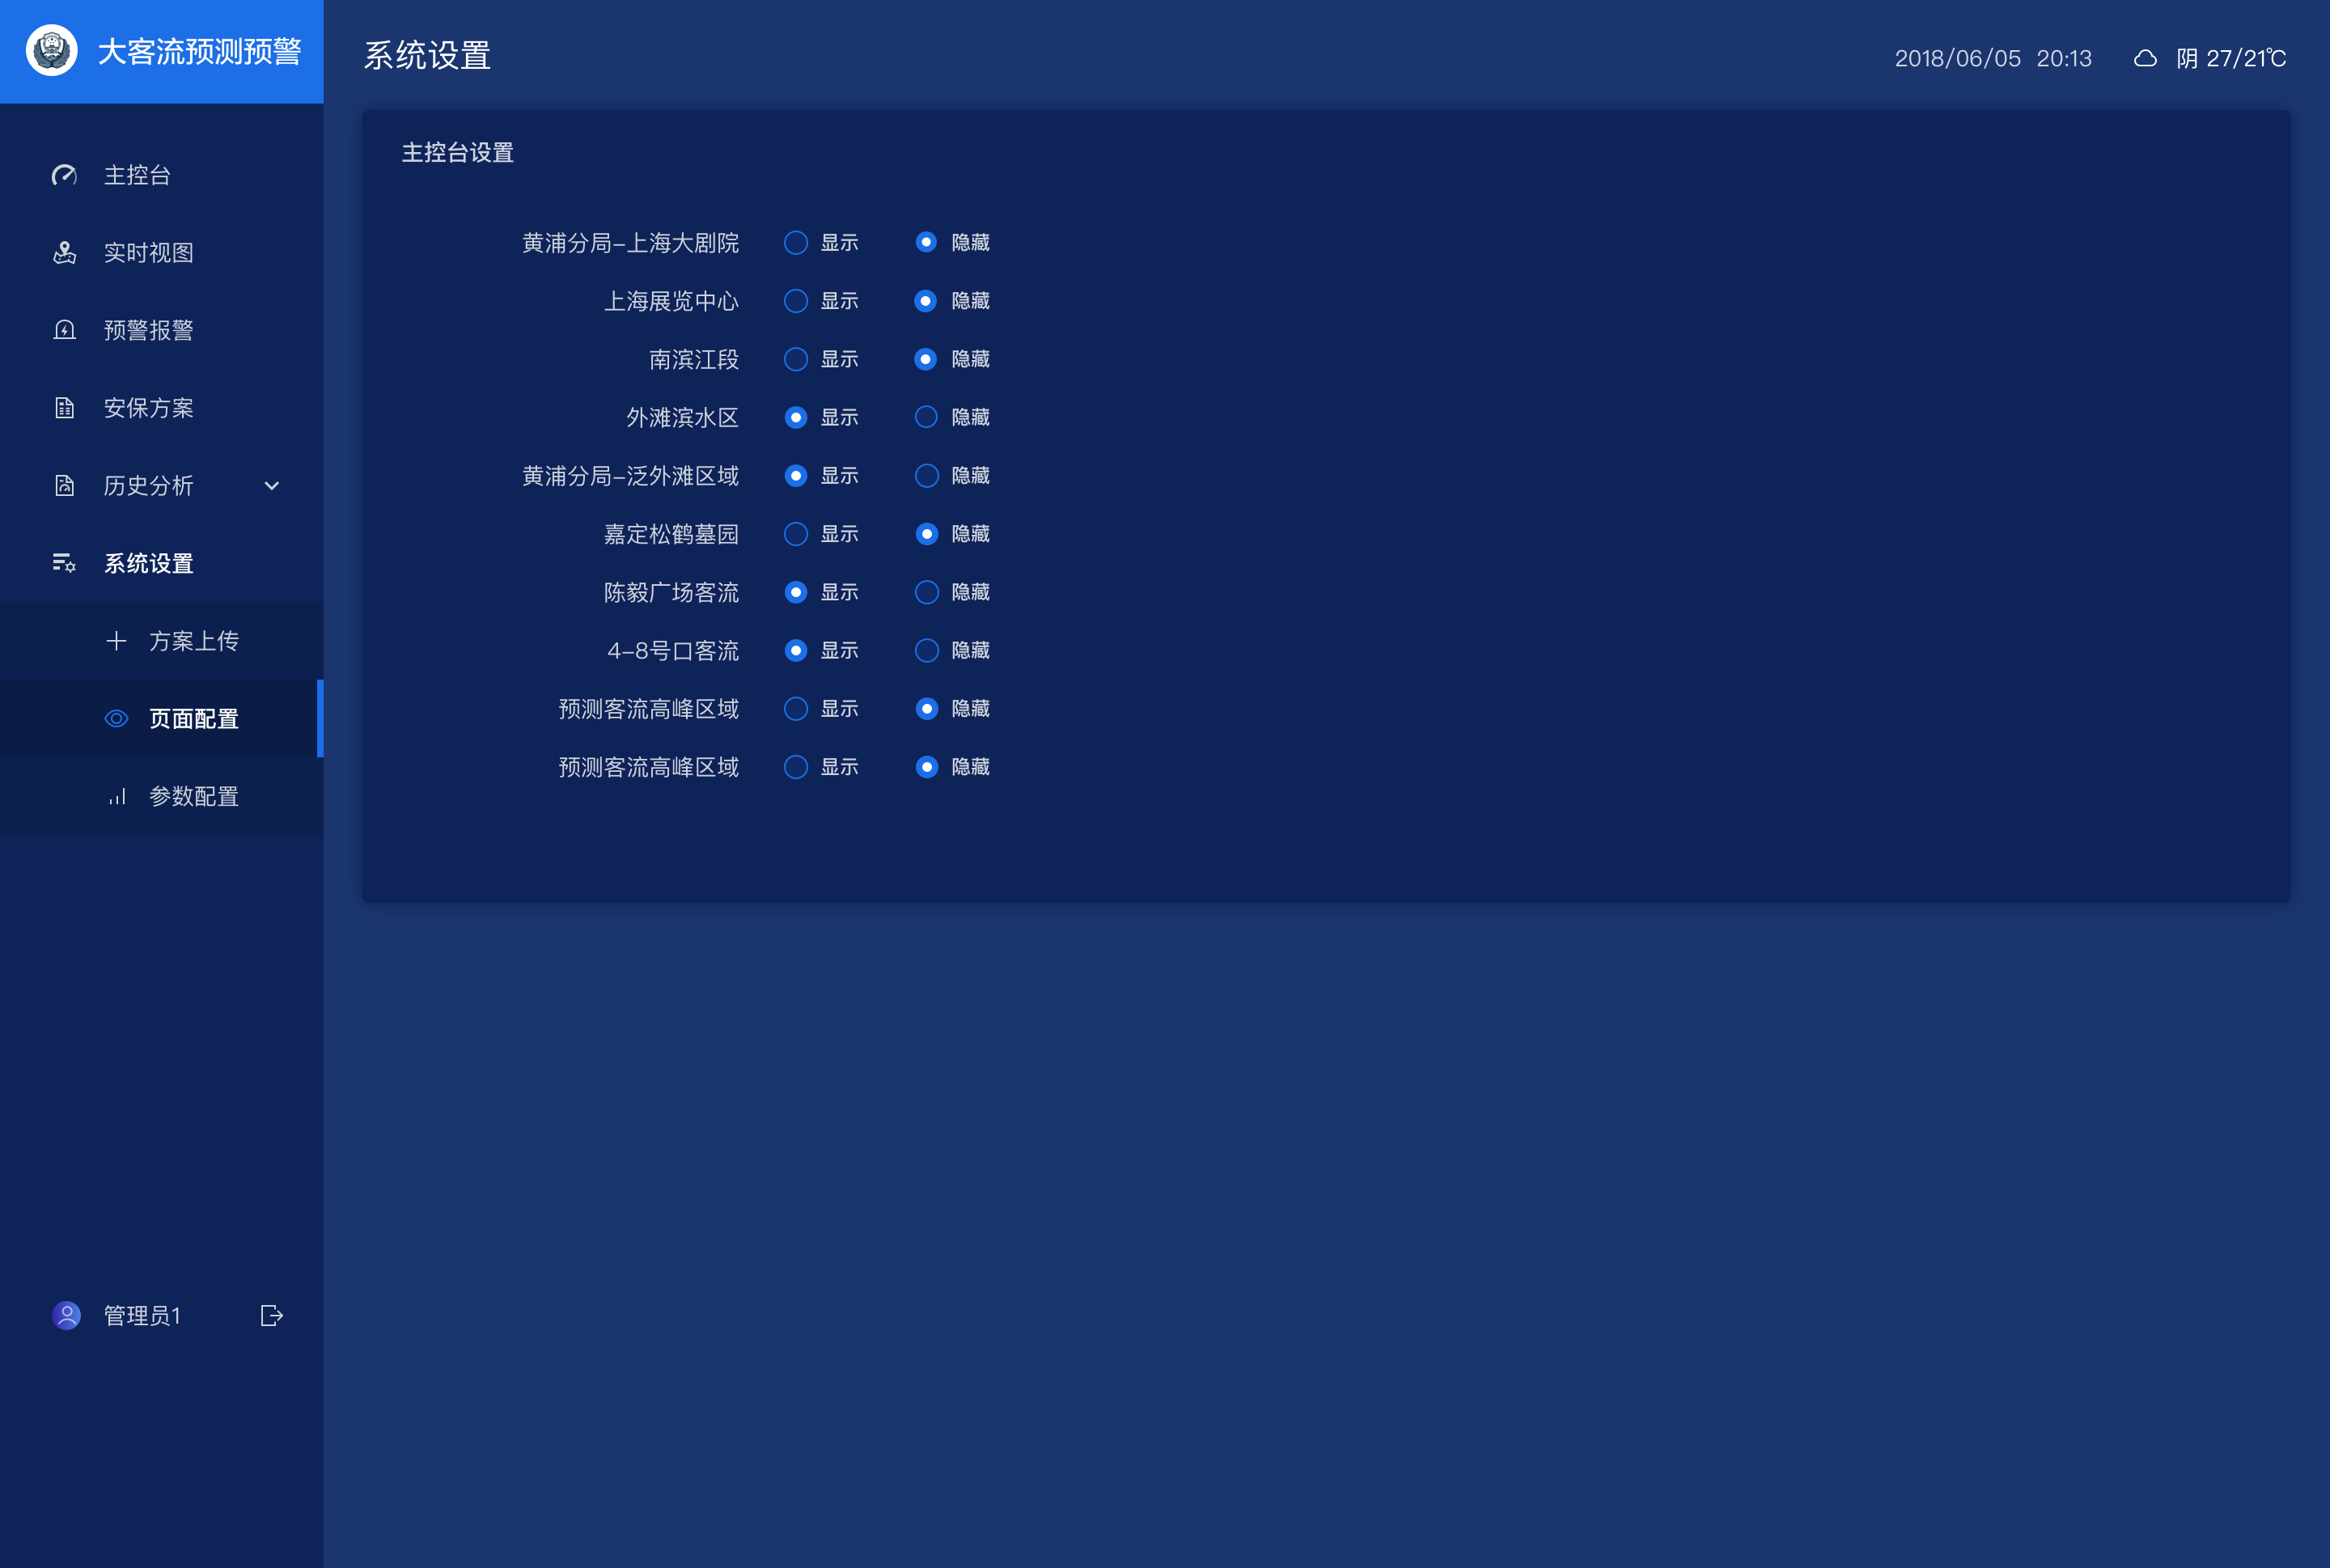 大客流预测预警
主控台
实时视图
预警报警
安保方案
历史分析
系统设置
方案上传
页面配置
参数配置
管理员1
系统设置
2018/06/05 20:13 阴 27/21℃
主控台设置
黄浦分局–上海大剧院 显示 隐藏
上海展览中心 显示 隐藏
南滨江段 显示 隐藏
外滩滨水区 显示 隐藏
黄浦分局–泛外滩区域 显示 隐藏
嘉定松鹤墓园 显示 隐藏
陈毅广场客流 显示 隐藏
4–8号口客流 显示 隐藏
预测客流高峰区域 显示 隐藏
预测客流高峰区域 显示 隐藏